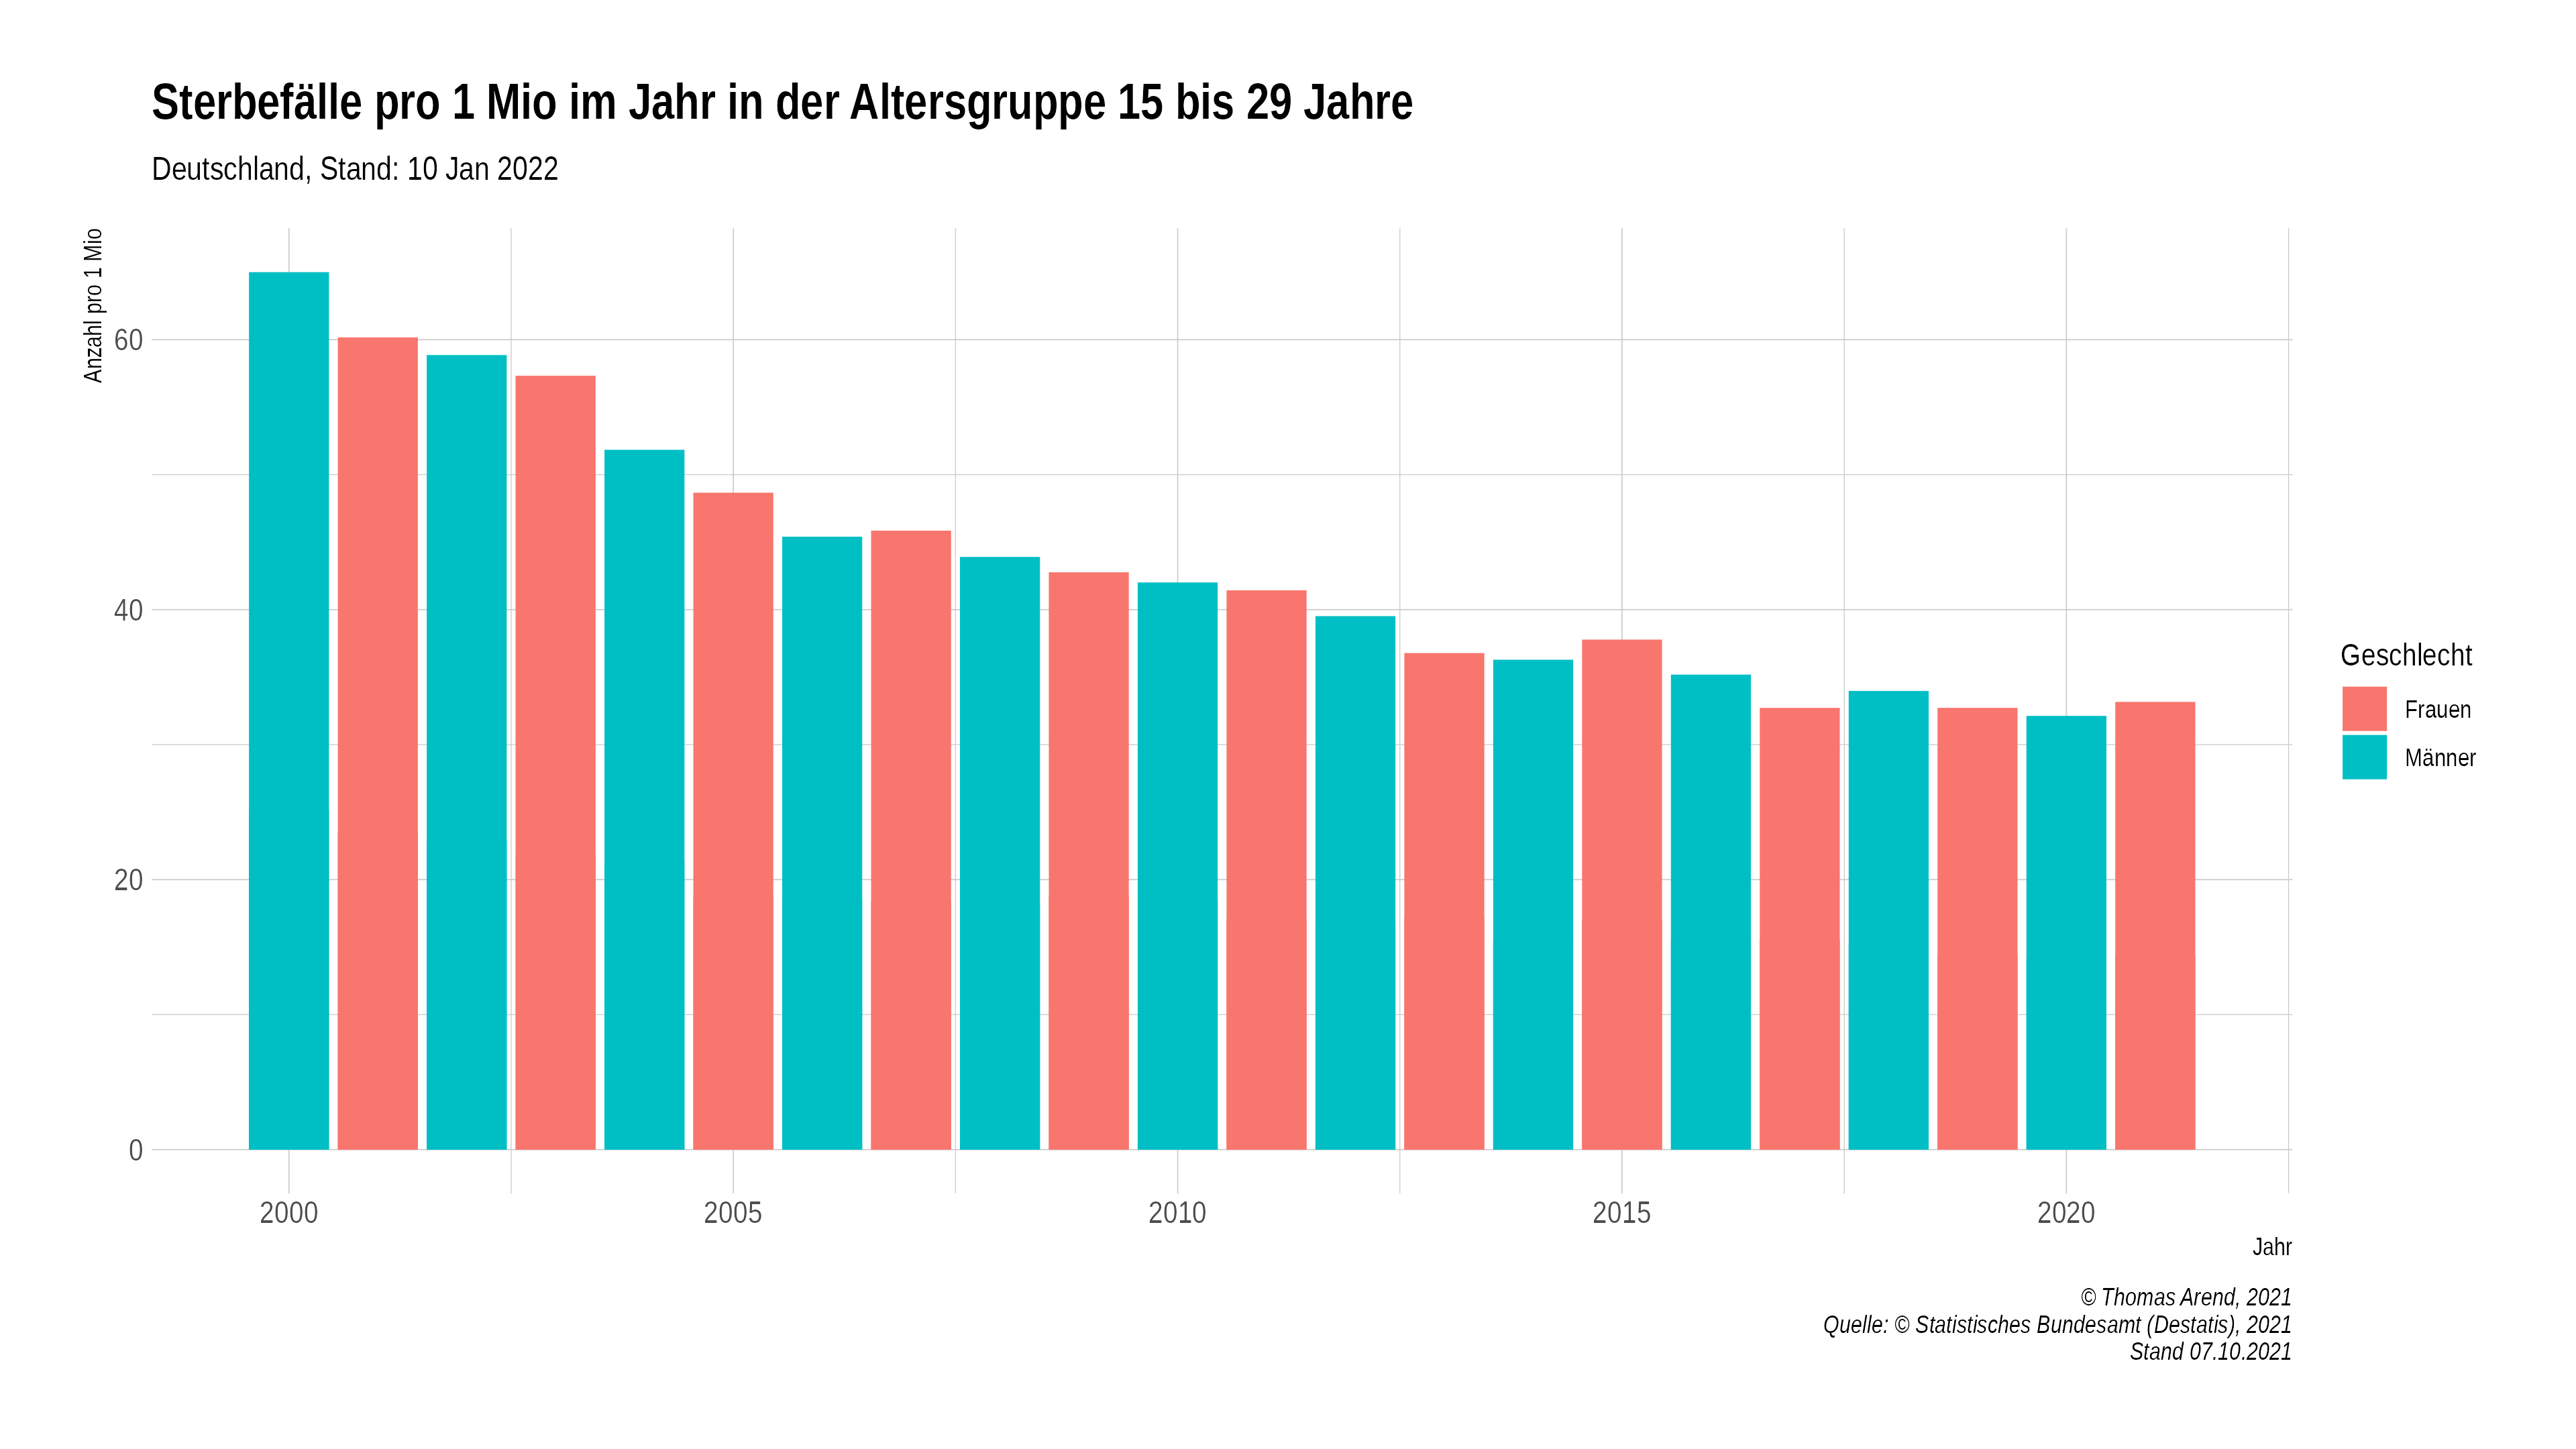 Sterbefälle pro 1 Mio im Jahr in der Altersgruppe 15 bis 29 Jahre
Deutschland, Stand: 10 Jan 2022
Anzahl pro 1 Mio
60
40
20
0
2000
2005
2010
2015
2020
Jahr
Geschlecht
Frauen
Männer
© Thomas Arend, 2021
Quelle: © Statistisches Bundesamt (Destatis), 2021
Stand 07.10.2021